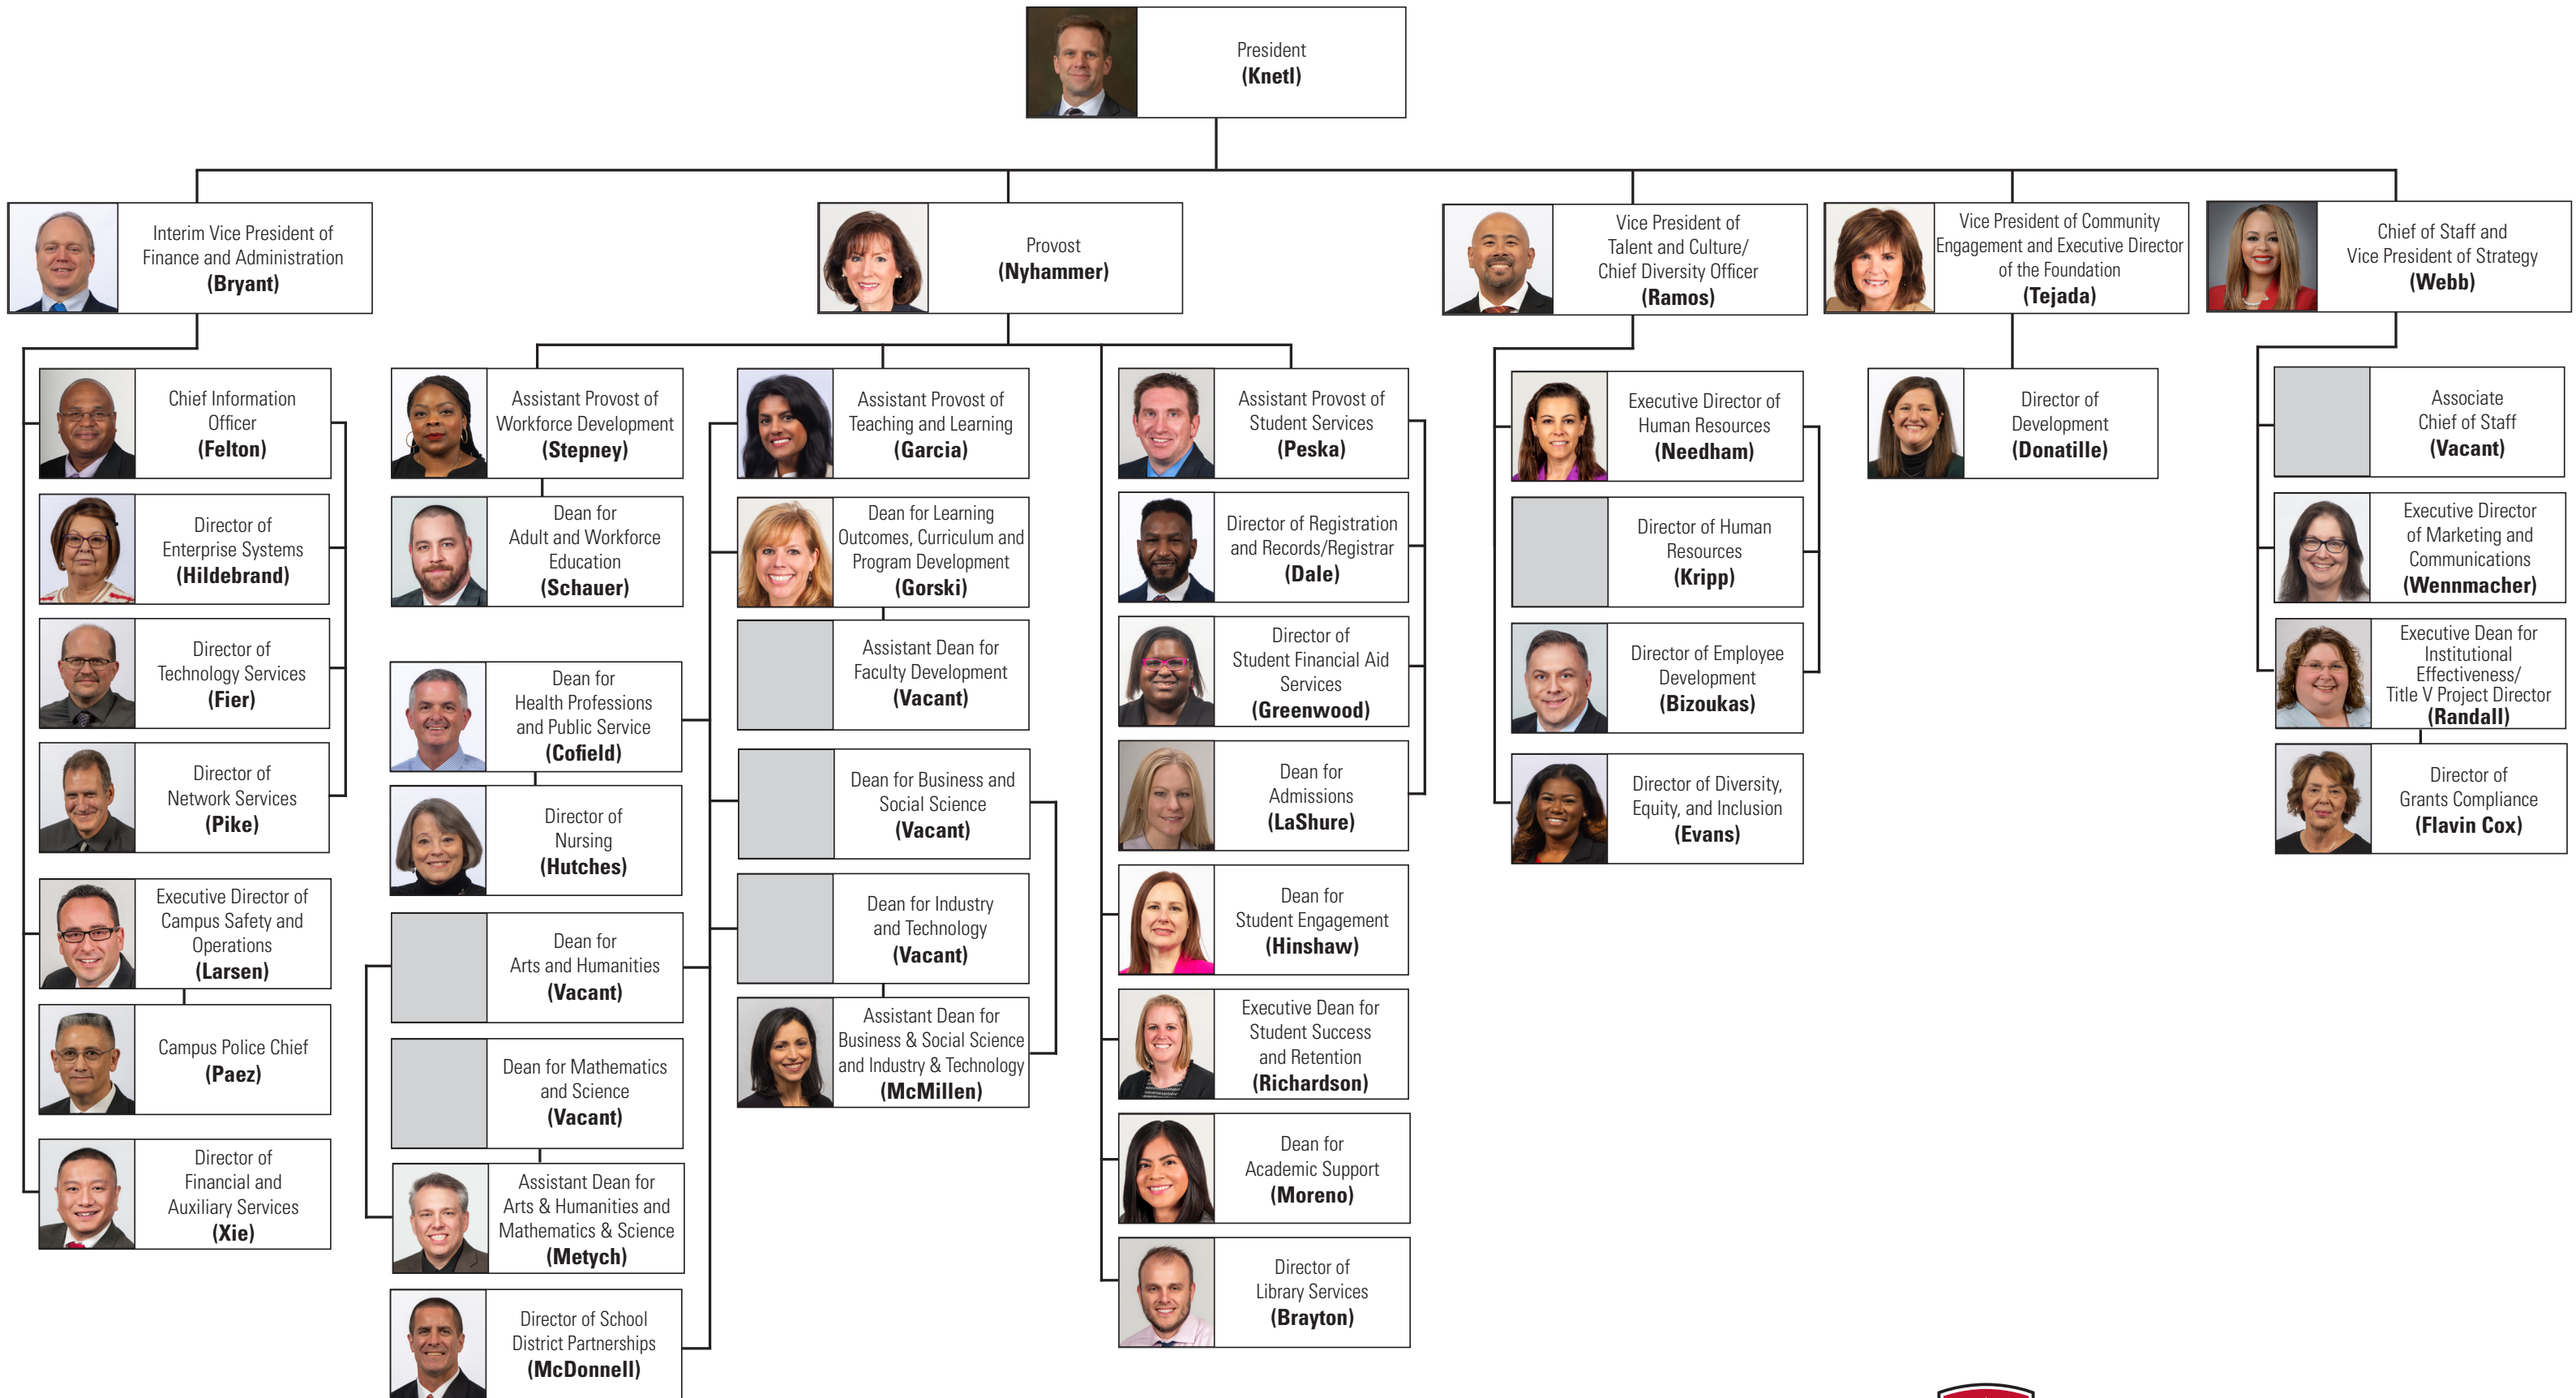 President
(Knetl)
Interim Vice President of
Finance and Administration
(Bryant)
Provost
(Nyhammer)
Vice President of
Talent and Culture/
Chief Diversity Officer
(Ramos)
Vice President of Community
Engagement and Executive Director
of the Foundation
(Tejada)
Chief of Staff and
Vice President of Strategy
(Webb)
Chief Information
Officer
(Felton)
Director of
Enterprise Systems
(Hildebrand)
Director of
Technology Services
(Fier)
Director of
Network Services
(Pike)
Executive Director of
Campus Safety and
Operations
(Larsen)
Campus Police Chief
(Paez)
Director of
Financial and
Auxiliary Services
(Xie)
Assistant Provost of
Workforce Development
(Stepney)
Dean for
Adult and Workforce
Education
(Schauer)
Dean for
Health Professions
and Public Service
(Cofield)
Director of
Nursing
(Hutches)
Dean for
Arts and Humanities
(Vacant)
Dean for Mathematics
and Science
(Vacant)
Assistant Dean for
Arts & Humanities and
Mathematics & Science
(Metych)
Director of School
District Partnerships
(McDonnell)
Assistant Provost of
Teaching and Learning
(Garcia)
Dean for Learning
Outcomes, Curriculum and
Program Development
(Gorski)
Assistant Dean for
Faculty Development
(Vacant)
Dean for Business and
Social Science
(Vacant)
Dean for Industry
and Technology
(Vacant)
Assistant Dean for
Business & Social Science
and Industry & Technology
(McMillen)
Assistant Provost of
Student Services
(Peska)
Director of Registration
and Records/Registrar
(Dale)
Director of
Student Financial Aid
Services
(Greenwood)
Dean for
Admissions
(LaShure)
Dean for
Student Engagement
(Hinshaw)
Executive Dean for
Student Success
and Retention
(Richardson)
Dean for
Academic Support
(Moreno)
Director of
Library Services
(Brayton)
Executive Director of
Human Resources
(Needham)
Director of Human
Resources
(Kripp)
Director of Employee
Development
(Bizoukas)
Director of Diversity,
Equity, and Inclusion
(Evans)
Director of
Development
(Donatille)
Associate
Chief of Staff
(Vacant)
Executive Director
of Marketing and
Communications
(Wennmacher)
Executive Dean for
Institutional
Effectiveness/
Title V Project Director
(Randall)
Director of
Grants Compliance
(Flavin Cox)